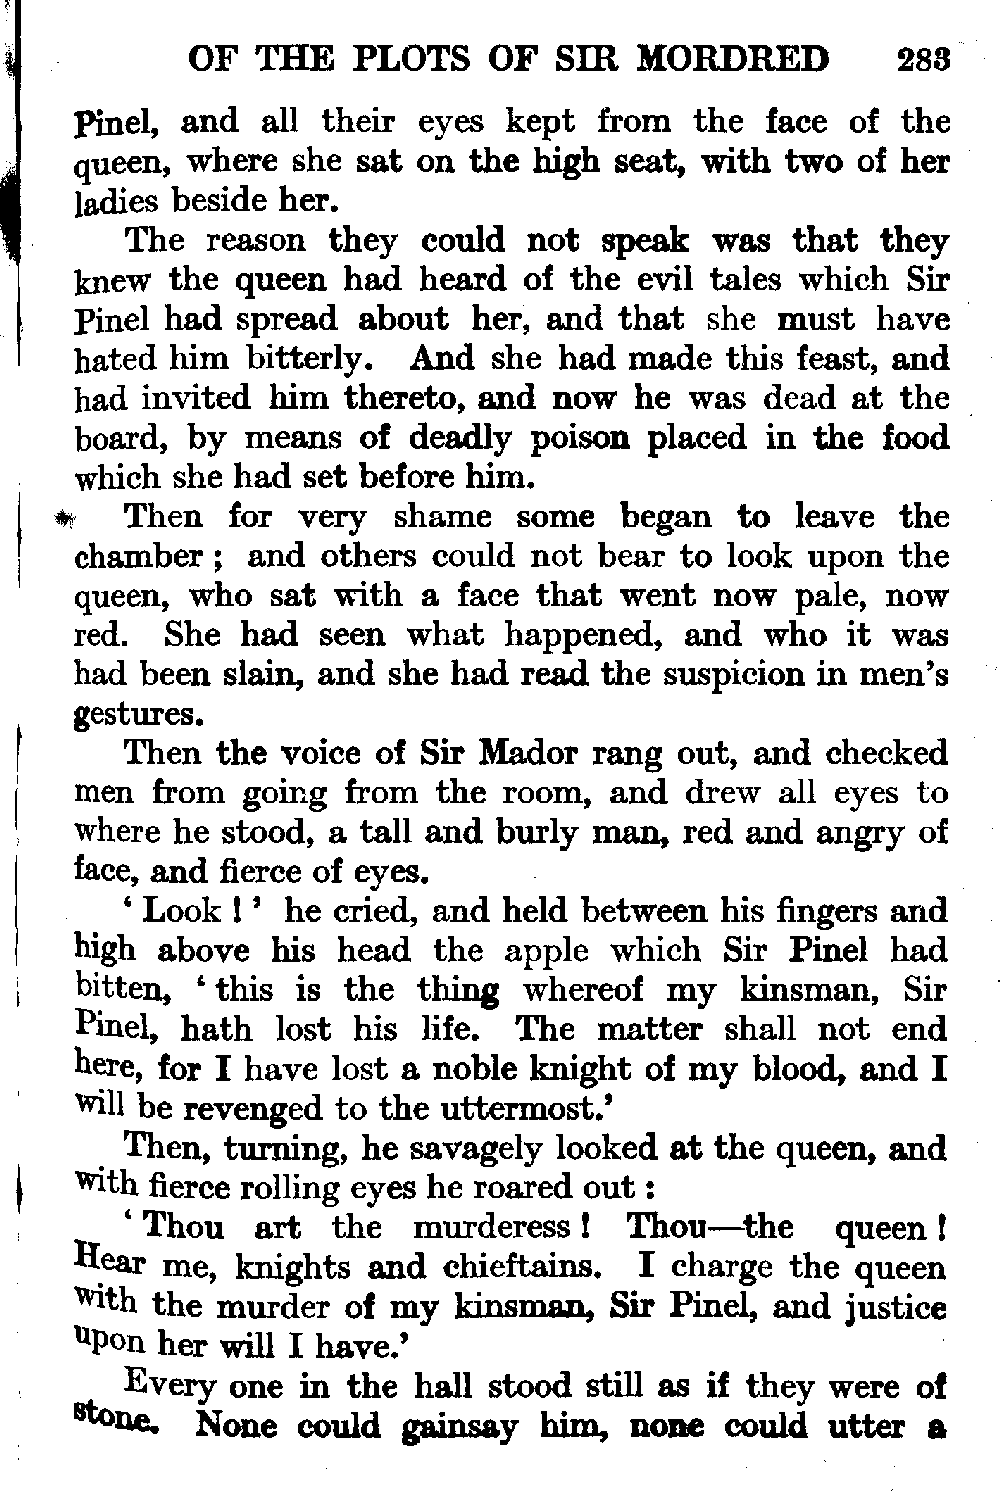 OF THE PLOTS OF SIR MORDRED 283
Pinel, and all their eyes kept from the face of the
queen, where she sat on the high seat, with two of her
ladies beside her.
The reason they could not speak was that they
knew the queen had heard of the evil tales which Sir
Pinel had spread about her, and that she must have
hated him bitterly. And she had made this feast, and
had invited him thereto, and now he was dead at the
board, by means of deadly poison placed in the food
which she had set before him.
Then for very shame some began to leave the
chamber ; and others could not bear to look upon the
queen, who sat with a face that went now pale, now
red. She had seen what happened, and who it was
had been slain, and she had read the suspicion in men's
gestures.
Then the voice of Sir Mador rang out, and checked
men from going from the room, and drew all eyes to
where he stood, a tall and burly man, red and angry of
face, and fierce of eyes.
‘ Look ! ’ he cried, and held between his fingers and
high above his head the apple which Sir Pinel had
bitten, ‘ this is the thing whereof my kinsman, Sir
Pinel, hath lost his life. The matter shall not end
here, for I have lost a noble knight of my blood, and I
will be revenged to the uttermost.’
Then, turning, he savagely looked at the queen, and
with fierce rolling eyes he roared out :
‘ Thou art the murderess ! Thou—the queen !
Hear me, knights and chieftains. I charge the queen
with the murder of my kinsman, Sir Pinel, and justice
upon her will I have.’
Every one in the hall stood still as if they were of
stone. None could gainsay him, none could utter a